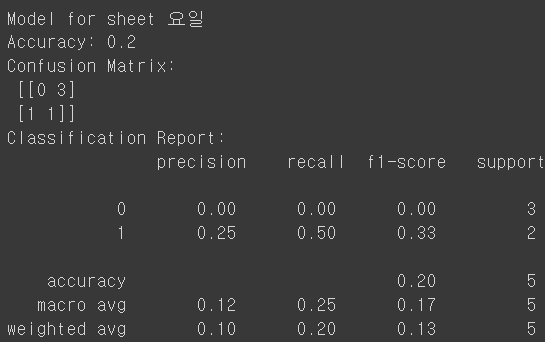 Model for sheet 요일
Accuracy: 0.2
Confusion Matrix:
[[0 3]
[1 1]]
Classification Report:
precision recall f1-score support
0 0.00 0.00 0.00 3
1 0.25 0.50 0.33 2
accuracy 0.20 5
macro avg 0.12 0.25 0.17 5
weighted avg 0.10 0.20 0.13 5